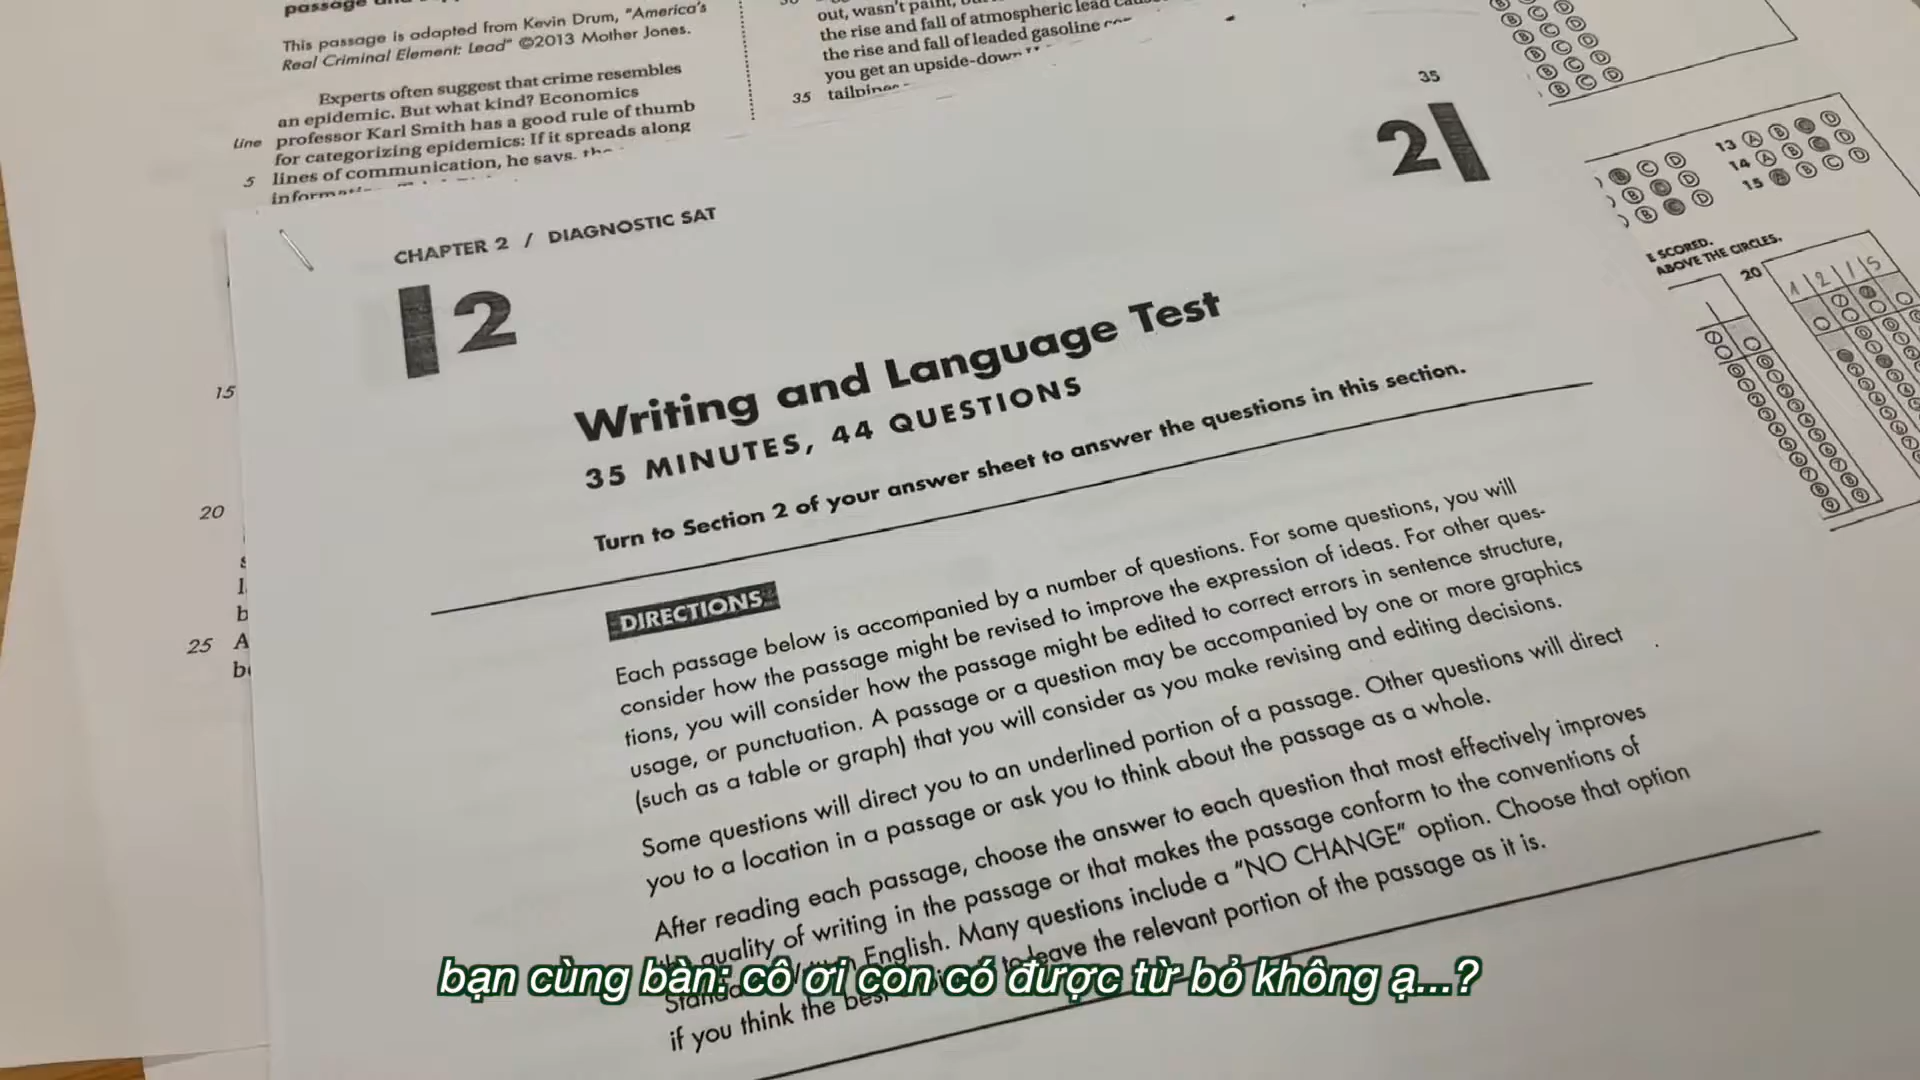 This passage is adapted from Kevin Drum, "America's
Real Criminal Element: Lead" ©2013 Mother Jones.
Experts often suggest that crime resembles
an epidemic. But what kind? Economics
line professor Karl Smith has a good rule of thumb
for categorizing epidemics: If it spreads along
5 lines of communication, he says, the
out, wasn't paint,
the rise and fall of atmospheric lead
the rise and fall of leaded gasoline
you get an upside-down
35
15
20
25
35
2
CHAPTER 2 / DIAGNOSTIC SAT
2
Writing and Language Test
35 MINUTES, 44 QUESTIONS
Turn to Section 2 of your answer sheet to answer the questions in this section.
DIRECTIONS
Each passage below is accompanied by a number of questions. For some questions, you will
consider how the passage might be revised to improve the expression of ideas. For other ques-
tions, you will consider how the passage might be edited to correct errors in sentence structure,
usage, or punctuation. A passage or a question may be accompanied by one or more graphics
(such as a table or graph) that you will consider as you make revising and editing decisions.
Some questions will direct you to an underlined portion of a passage. Other questions will direct
you to a location in a passage or ask you to think about the passage as a whole.
After reading each passage, choose the answer to each question that most effectively improves
quality of writing in the passage or that makes the passage conform to the conventions of
English. Many questions include a "NO CHANGE" option. Choose that option
if you think the best to leave the relevant portion of the passage as it is.
13 A B C D
14 A B C D
15 A B C D
E SCORED.
ABOVE THE CIRCLES.
20
bạn cùng bàn: cô ơi con có được từ bỏ không ạ...?